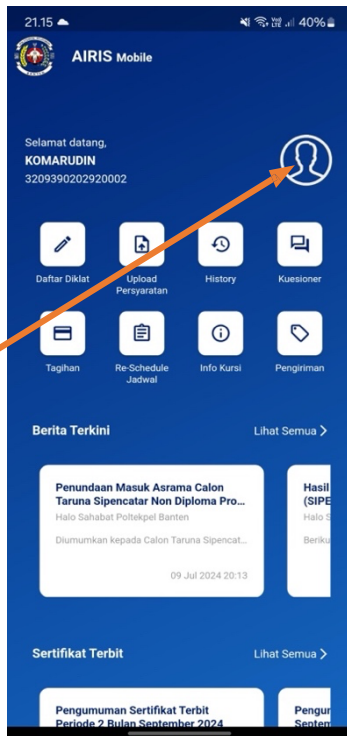 21.15
40%
AIRIS Mobile
Selamat datang,
KOMARUDIN
3209390202920002
Daftar Diklat
Upload
Persyaratan
History
Kuesioner
Tagihan
Re-Schedule
Jadwal
Info Kursi
Pengiriman
Berita Terkini
Lihat Semua
Penundaan Masuk Asrama Calon
Taruna Sipencatar Non Diploma Pro...
Halo Sahabat Poltekpel Banten
Diumumkan kepada Calon Taruna Sipencat...
09 Jul 2024 20:13
Hasil
(SIPE
Halo S
Beriku
Sertifikat Terbit
Lihat Semua
Pengumuman Sertifikat Terbit
Periode 2 Bulan September 2024
Pengur
Septem